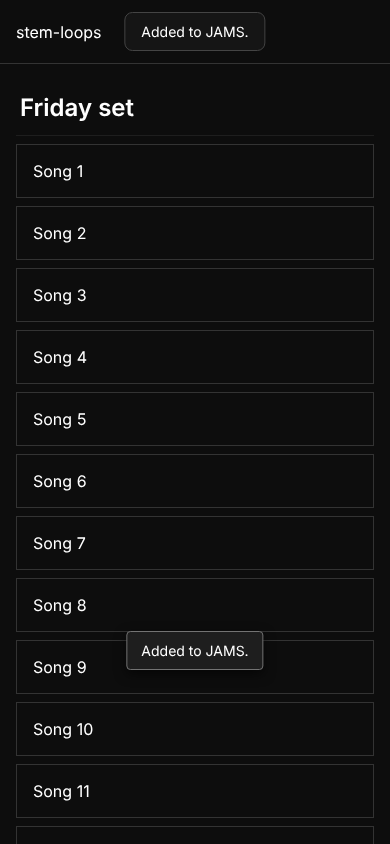 stem-loops
Added to JAMS.
Friday set
Song 1
Song 2
Song 3
Song 4
Song 5
Song 6
Song 7
Song 8
Added to JAMS.
Song 9
Song 10
Song 11